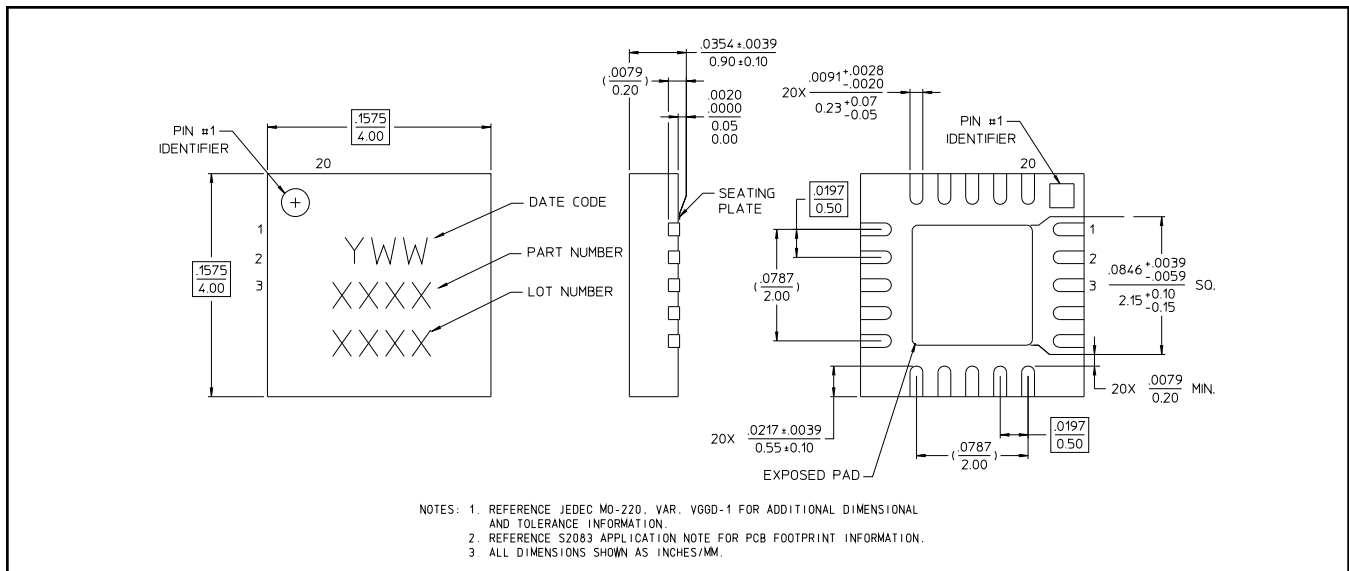 PIN #1
IDENTIFIER
.1575
4.00
20
.1575
4.00
1
2
3
YWW
XXXX
XXXX
DATE CODE
PART NUMBER
LOT NUMBER
.0354 ±.0039
0.90 ±0.10
(.0079
0.20)
.0020
.0000
0.05
0.00
SEATING
PLATE
20X .0091 +.0028
-.0020
0.23 +0.07
-0.05
PIN #1
IDENTIFIER
20
.0197
0.50
(.0787
2.00)
1
2
3
.0846 +.0039
-.0059
2.15 +0.10
-0.15
SQ.
20X .0079
0.20 MIN.
20X .0217 ±.0039
0.55 ±0.10
(.0787
2.00)
.0197
0.50
EXPOSED PAD
NOTES: 1. REFERENCE JEDEC MO-220, VAR. VGGD-1 FOR ADDITIONAL DIMENSIONAL
AND TOLERANCE INFORMATION.
2. REFERENCE S2083 APPLICATION NOTE FOR PCB FOOTPRINT INFORMATION.
3. ALL DIMENSIONS SHOWN AS INCHES/MM.